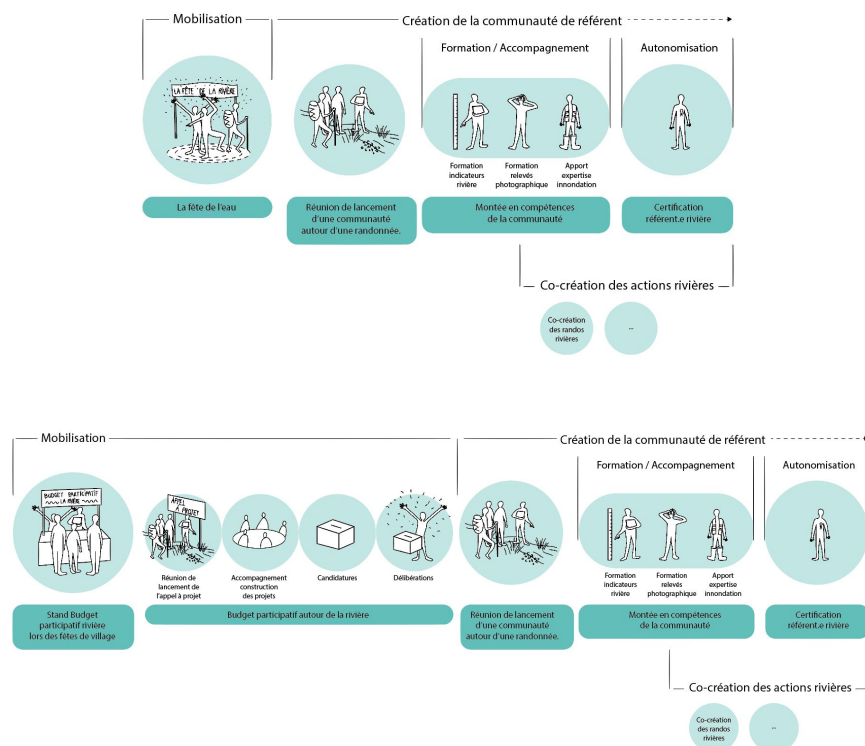 Mobilisation
Création de la communauté de référent
Formation / Accompagnement
Autonomisation
LA FÊTE DE LA RIVIÈRE
Formation
indicateurs
rivière
Formation
relevés
photographique
Apport
expertise
innondation
La fête de l'eau
Réunion de lancement
d'une communauté
autour d'une randonnée.
Montée en compétences
de la communauté
Certification
référent.e rivière
Co-création des actions rivières
Co-création
des randos
rivières
...
Mobilisation
Création de la communauté de référent
Formation / Accompagnement
Autonomisation
BUDGET PARTICIPATIF
LA RIVIÈRE
APPEL
A PROJET
Réunion de
lancement de
l'appel à projet
Accompagnement
construction
des projets
Candidatures
Délibérations
Formation
indicateurs
rivière
Formation
relevés
photographique
Apport
expertise
innondation
Stand Budget
participatif rivière
lors des fêtes de village
Budget participatif autour de la rivière
Réunion de lancement
d'une communauté
autour d'une randonnée.
Montée en compétences
de la communauté
Certification
référent.e rivière
Co-création des actions rivières
Co-création
des randos
rivières
...